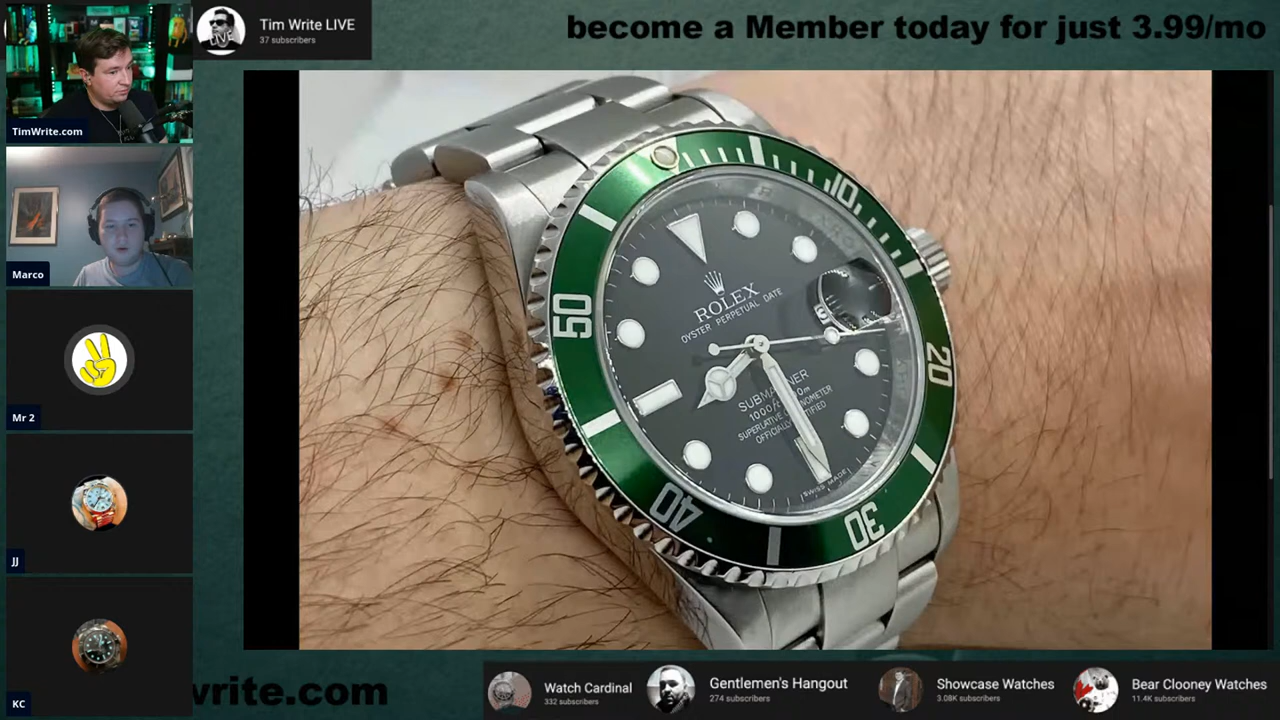 become a Member today for just 3.99/mo
Tim Write LIVE
37 subscribers
TimWrite.com
Marco
Mr 2
JJ
KC
10
20
30
40
50
ROLEX
OYSTER PERPETUAL DATE
SUBMARINER
SUPERLATIVE CHRONOMETER
OFFICIALLY CERTIFIED
SWISS MADE
write.com
Watch Cardinal
332 subscribers
Gentlemen's Hangout
274 subscribers
Showcase Watches
3.08K subscribers
Bear Clooney Watches
11.4K subscribers